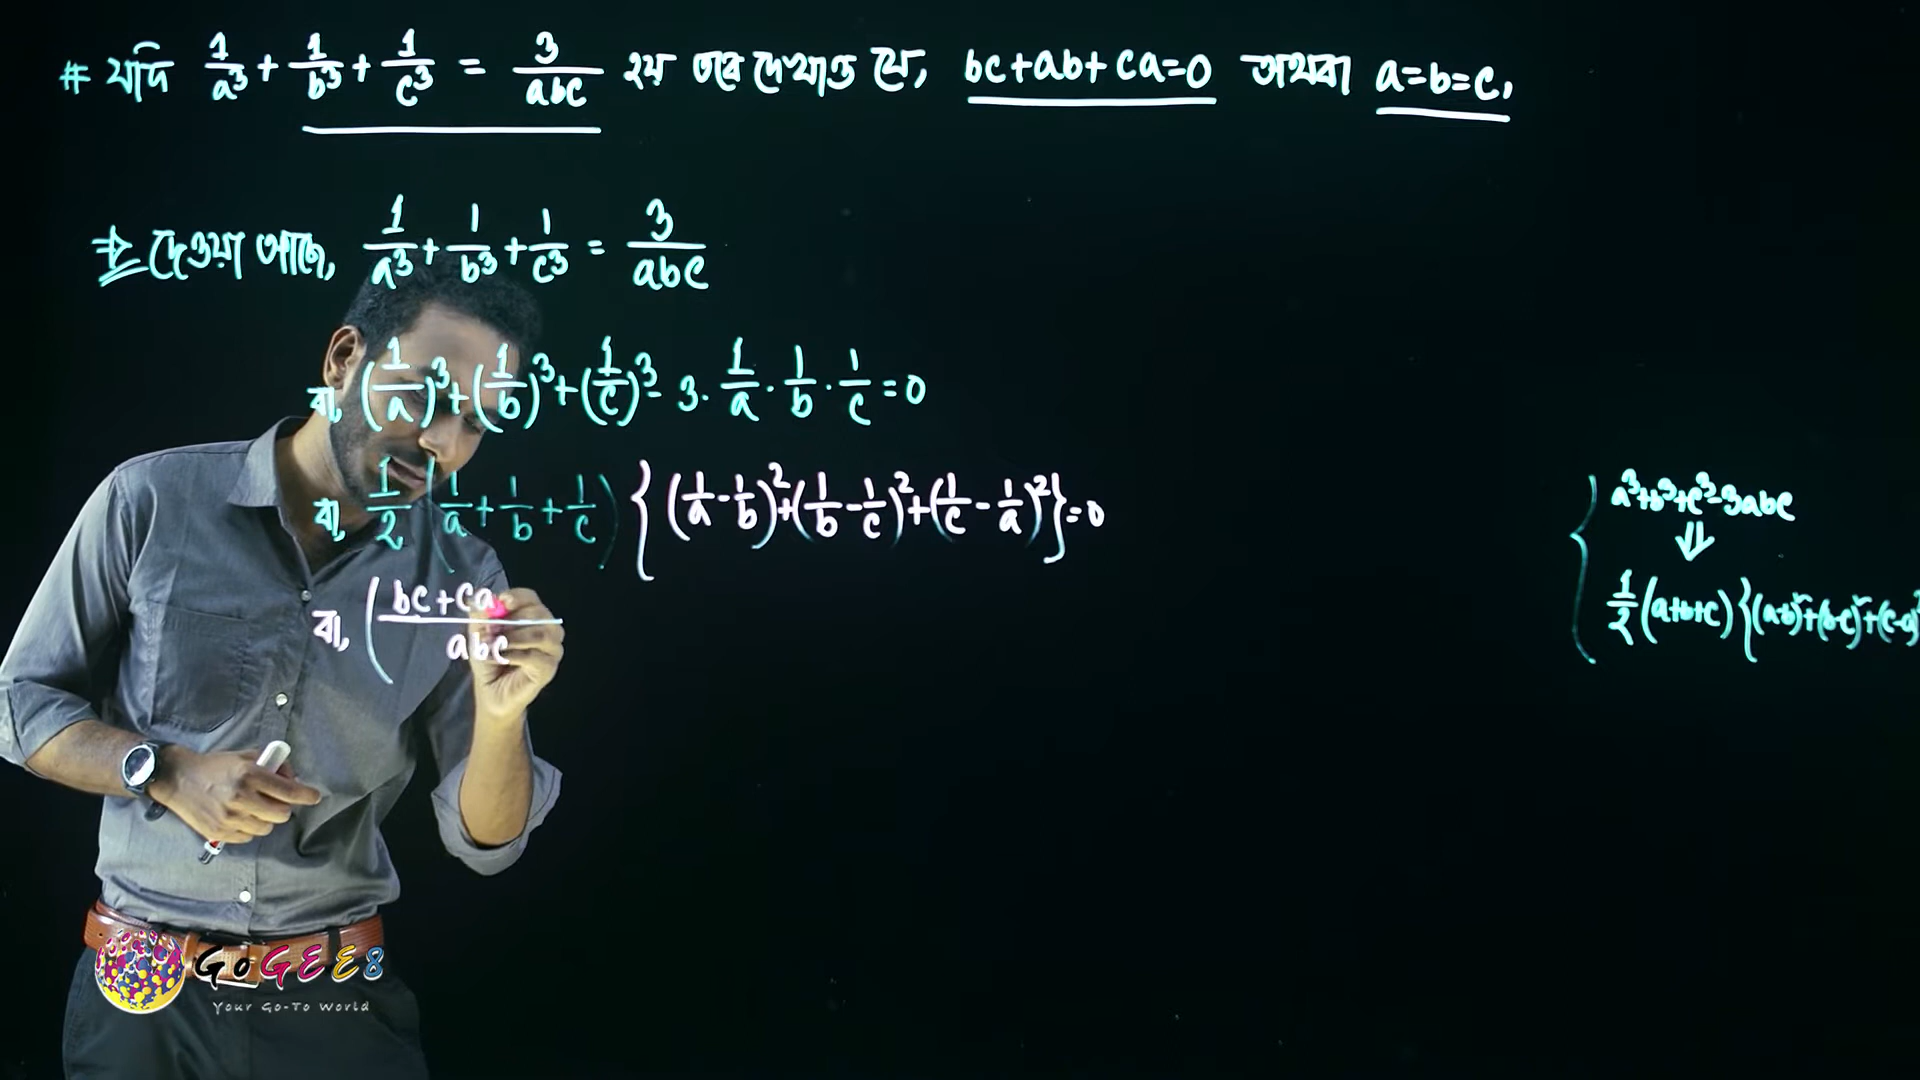 # যদি 1/a³ + 1/b³ + 1/c³ = 3/abc হয় তবে দেখাও যে, bc+ab+ca=0 অথবা a=b=c,
⇒ দেওয়া আছে, 1/a³ + 1/b³ + 1/c³ = 3/abc
বা, (1/a)³ + (1/b)³ + (1/c)³ - 3. 1/a · 1/b · 1/c = 0
বা, 1/2 (1/a + 1/b + 1/c) {(1/a - 1/b)² + (1/b - 1/c)² + (1/c - 1/a)²} = 0
বা, (bc+ca/abc
{ a³+b³+c³-3abc
⇓
1/2 (a+b+c) {(a-b)²+(b-c)²+(c-a)²
GoGEE8
Your Go-To World